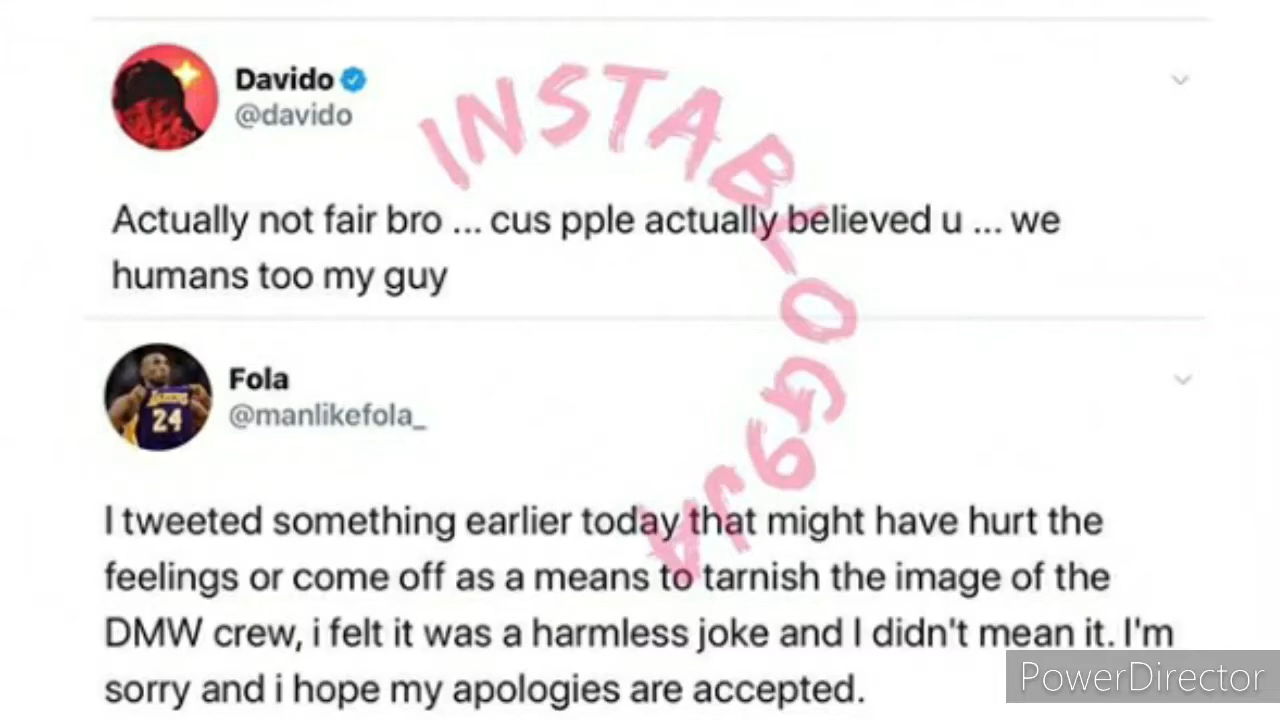 Davido
@davido
INSTABLOG9JA
Actually not fair bro ... cus pple actually believed u ... we
humans too my guy
Fola
@manlikefola_
LAKERS
24
I tweeted something earlier today that might have hurt the
feelings or come off as a means to tarnish the image of the
DMW crew, i felt it was a harmless joke and I didn't mean it. I'm
sorry and i hope my apologies are accepted.
PowerDirector